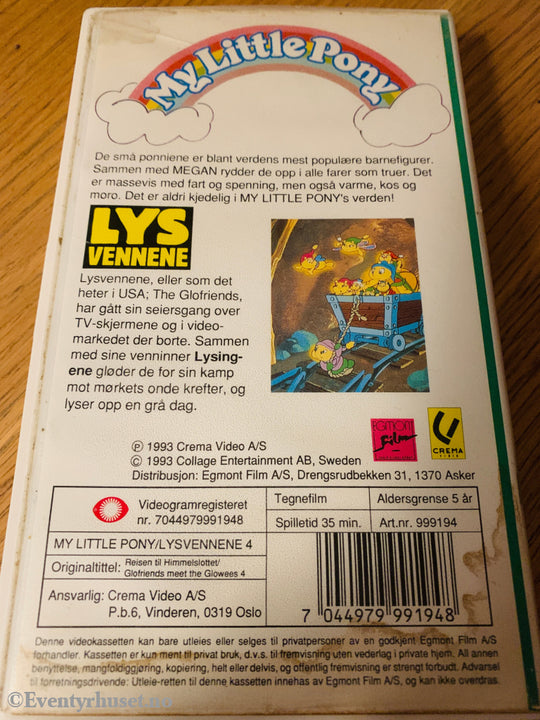 My Little Pony
De små ponniene er blant verdens mest populære barnefigurer.
Sammen med MEGAN rydder de opp i alle farer som truer. Det
er massevis med fart og spenning, men også varme, kos og
moro. Det er aldri kjedelig i MY LITTLE PONY's verden!
LYS
VENNENE
Lysvennene, eller som det
heter i USA; The Glofriends,
har gått sin seiersgang over
TV-skjermene og i video-
markedet der borte. Sammen
med sine venninner Lysing-
ene gløder de for sin kamp
mot mørkets onde krefter, og
lyser opp en grå dag.
EGMONT
Film
CREMA
VIDEO
Ⓟ 1993 Crema Video A/S
© 1993 Collage Entertainment AB, Sweden
Distribusjon: Egmont Film A/S, Drengsrudbekken 31, 1370 Asker
Videogramregisteret
nr. 7044979991948
Tegnefilm
Aldersgrense 5 år
Spilletid 35 min.
Art.nr. 999194
MY LITTLE PONY/LYSVENNENE 4
Originaltittel: Reisen til Himmelslottet/
Glofriends meet the Glowees 4
Ansvarlig: Crema Video A/S
P.b.6, Vinderen, 0319 Oslo
7 044979 991948
Denne videokassetten kan bare utleies eller selges til privatpersoner av en godkjent Egmont Film A/S
forhandler. Kassetten er kun ment til privat bruk, d.v.s. til fremvisning uten vederlag i private hjem. All annen
benyttelse, mangfoldiggjøring, kopiering, helt eller delvis, og offentlig fremvisning er strengt forbudt. Advarsel
til forretningsdrivende: Utleie-retten til denne kassetten innehas av Egmont Film A/S.
©Eventyrhuset.no